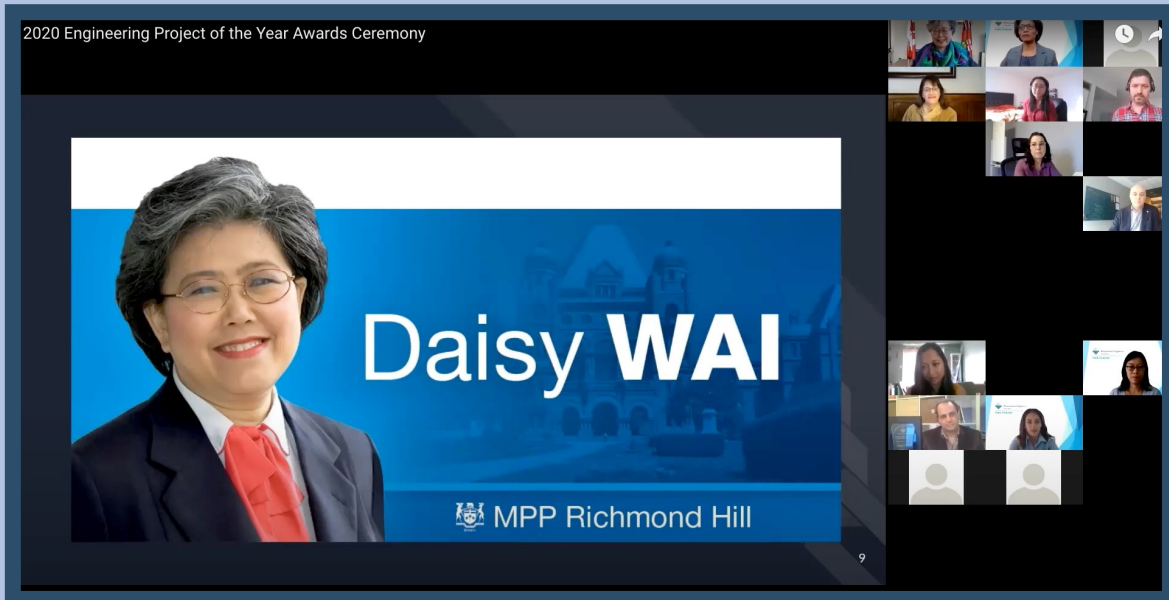 2020 Engineering Project of the Year Awards Ceremony
Daisy WAI
MPP Richmond Hill
9